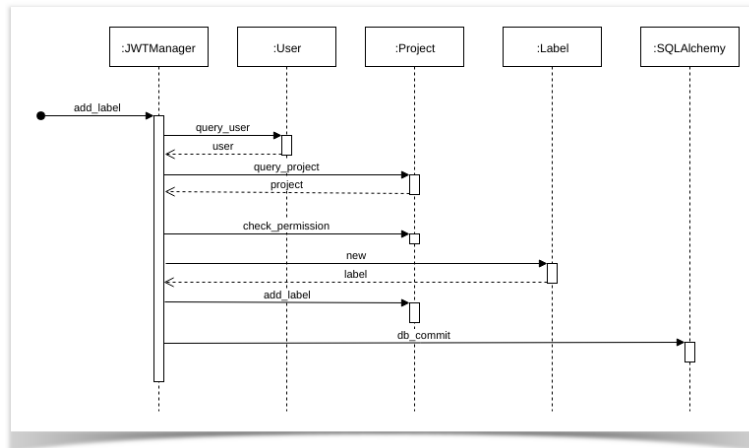 :JWTManager
:User
:Project
:Label
:SQLAlchemy
add_label
query_user
user
query_project
project
check_permission
new
label
add_label
db_commit